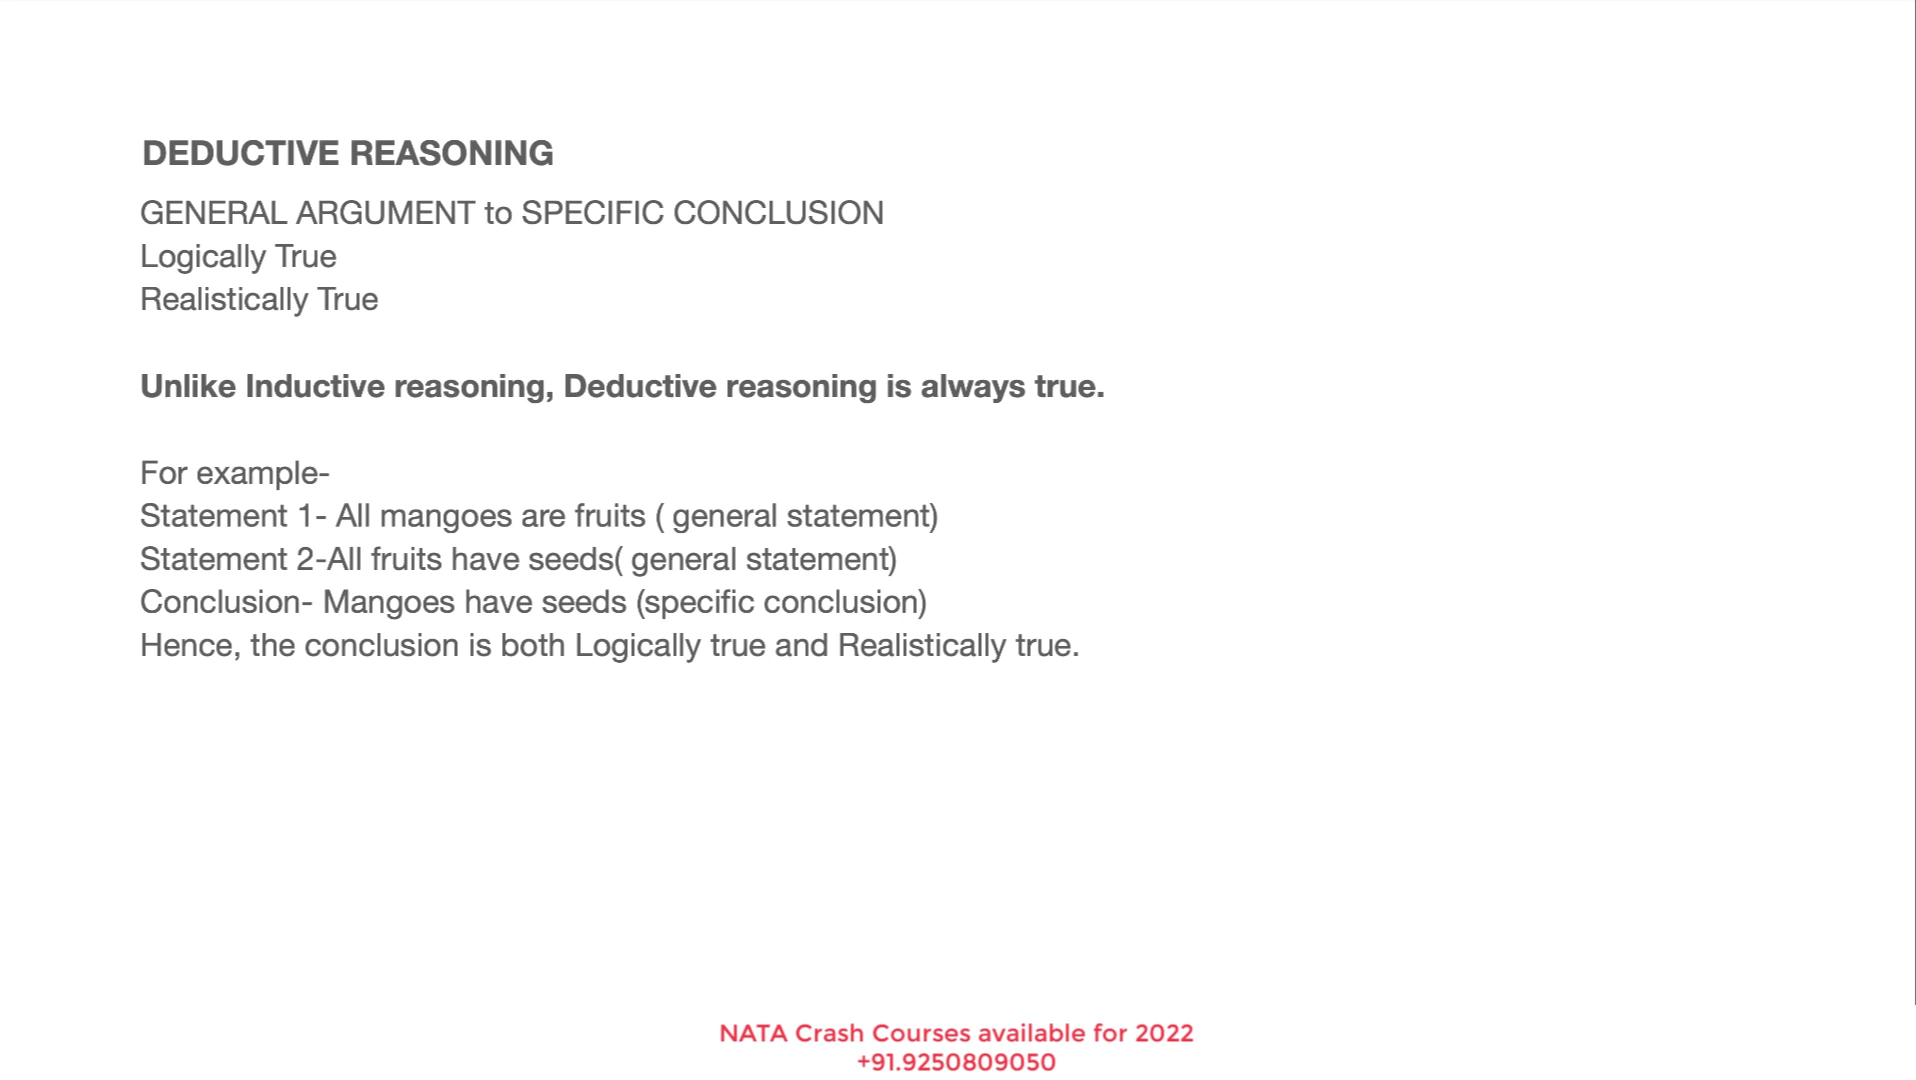 DEDUCTIVE REASONING
GENERAL ARGUMENT to SPECIFIC CONCLUSION
Logically True
Realistically True
Unlike Inductive reasoning, Deductive reasoning is always true.
For example-
Statement 1- All mangoes are fruits ( general statement)
Statement 2-All fruits have seeds( general statement)
Conclusion- Mangoes have seeds (specific conclusion)
Hence, the conclusion is both Logically true and Realistically true.
NATA Crash Courses available for 2022
+91.9250809050